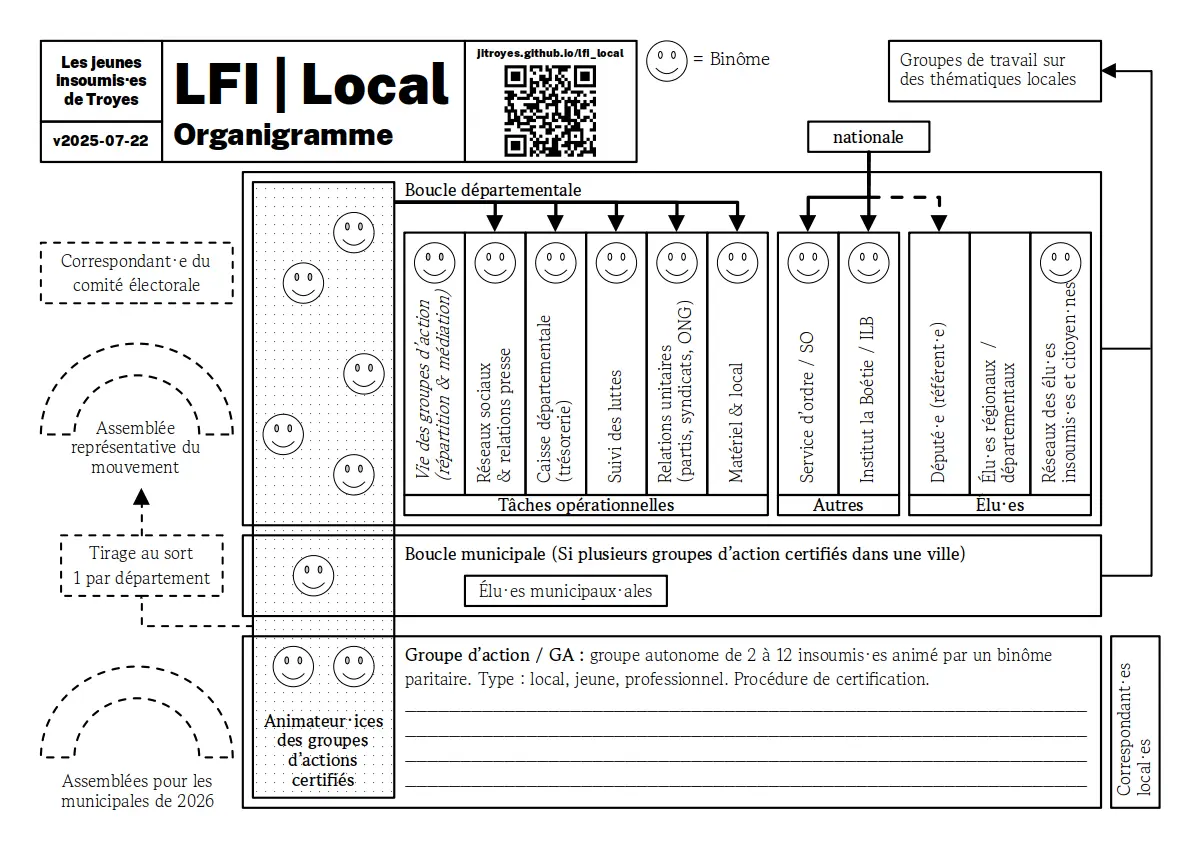 Les jeunes
insoumis·es
de Troyes
v2025-07-22
LFI | Local
Organigramme
jitroyes.github.io/lfi_local
= Binôme
Groupes de travail sur
des thématiques locales
nationale
Boucle départementale
Correspondant·e du
comité électorale
Assemblée
représentative du
mouvement
Tirage au sort
1 par département
Vie des groupes d'action
(répartition & médiation)
Réseaux sociaux
& relations presse
Caisse départementale
(trésorerie)
Suivi des luttes
Relations unitaires
(partis, syndicats, ONG)
Matériel & local
Service d'ordre / SO
Institut la Boétie / ILB
Député·e (référent·e)
Élu·es régionaux /
départementaux
Réseaux des élu·es
insoumis·es et citoyen·nes
Tâches opérationnelles
Autres
Élu·es
Boucle municipale (Si plusieurs groupes d'action certifiés dans une ville)
Élu·es municipaux·ales
Groupe d'action / GA : groupe autonome de 2 à 12 insoumis·es animé par un binôme
paritaire. Type : local, jeune, professionnel. Procédure de certification.
Animateur·ices
des groupes
d'actions
certifiés
Correspondant·es
local·es
Assemblées pour les
municipales de 2026